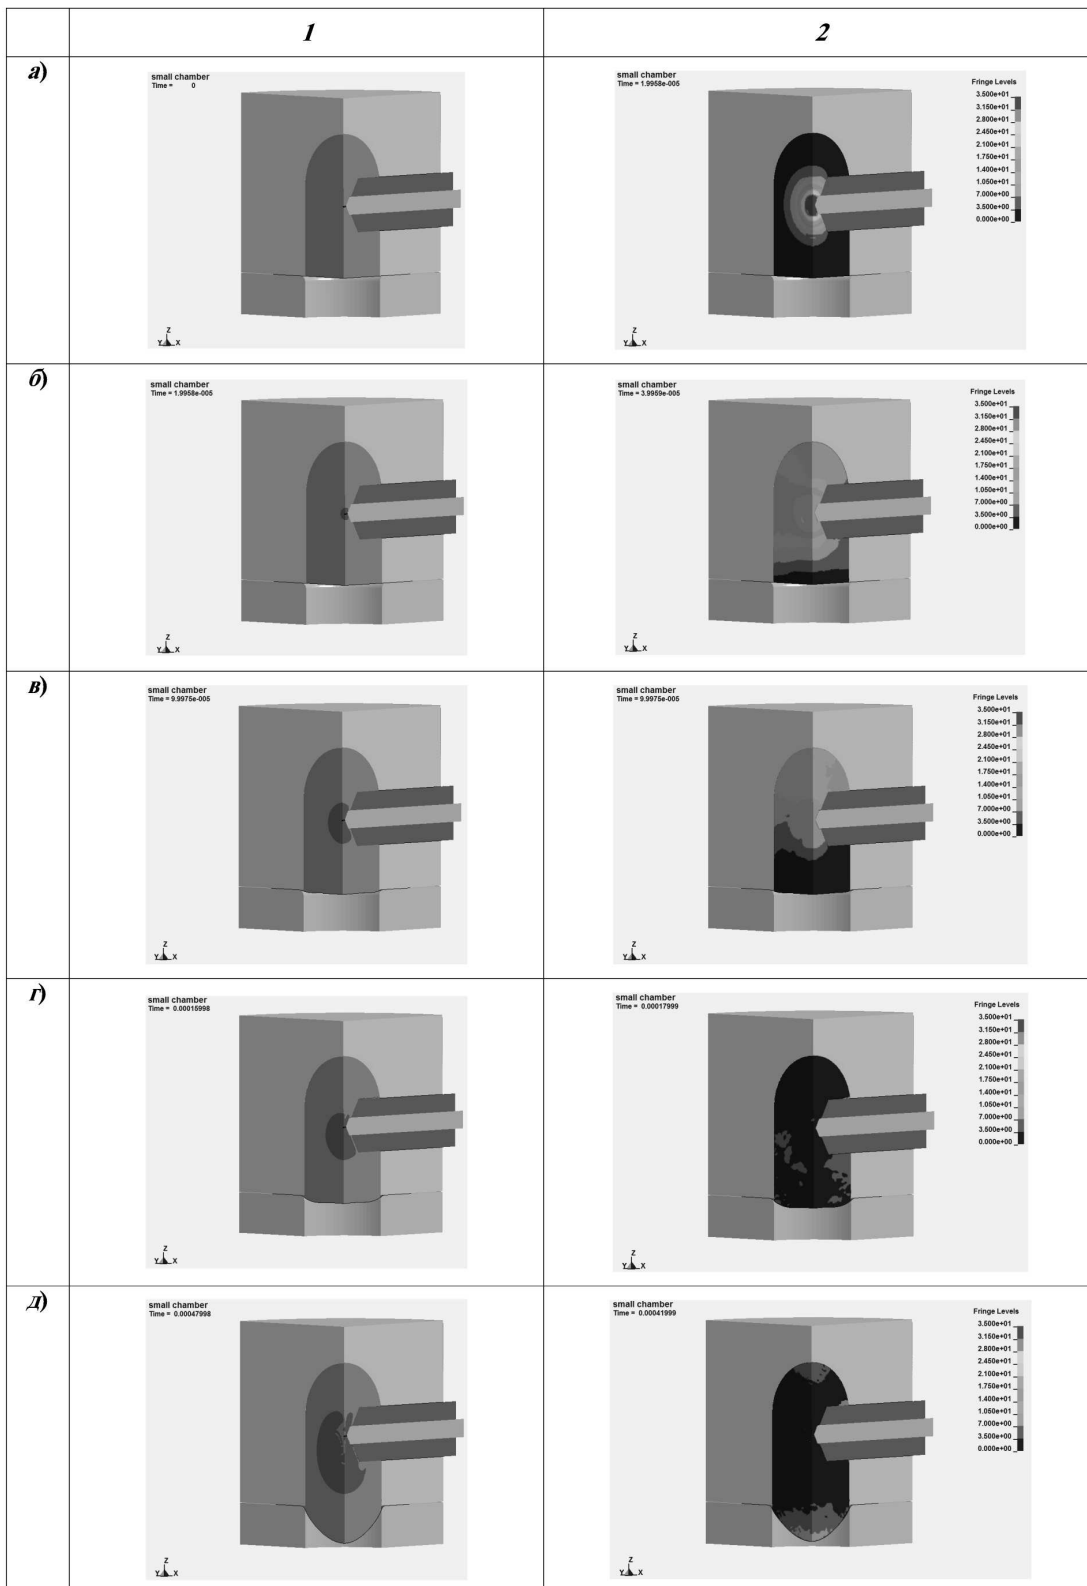 1
2
а)
small chamber
Time = 0
Z
Y X
small chamber
Time = 1.9958e-005
Fringe Levels
3.500e+01
3.150e+01
2.800e+01
2.450e+01
2.100e+01
1.750e+01
1.400e+01
1.050e+01
7.000e+00
3.500e+00
0.000e+00
Z
Y X
б)
small chamber
Time = 1.9958e-005
Z
Y X
small chamber
Time = 3.9959e-005
Fringe Levels
3.500e+01
3.150e+01
2.800e+01
2.450e+01
2.100e+01
1.750e+01
1.400e+01
1.050e+01
7.000e+00
3.500e+00
0.000e+00
Z
Y X
в)
small chamber
Time = 9.9975e-005
Z
Y X
small chamber
Time = 9.9975e-005
Fringe Levels
3.500e+01
3.150e+01
2.800e+01
2.450e+01
2.100e+01
1.750e+01
1.400e+01
1.050e+01
7.000e+00
3.500e+00
0.000e+00
Z
Y X
г)
small chamber
Time = 0.00015998
Z
Y X
small chamber
Time = 0.00017999
Fringe Levels
3.500e+01
3.150e+01
2.800e+01
2.450e+01
2.100e+01
1.750e+01
1.400e+01
1.050e+01
7.000e+00
3.500e+00
0.000e+00
Z
Y X
д)
small chamber
Time = 0.00047998
Z
Y X
small chamber
Time = 0.00041999
Fringe Levels
3.500e+01
3.150e+01
2.800e+01
2.450e+01
2.100e+01
1.750e+01
1.400e+01
1.050e+01
7.000e+00
3.500e+00
0.000e+00
Z
Y X